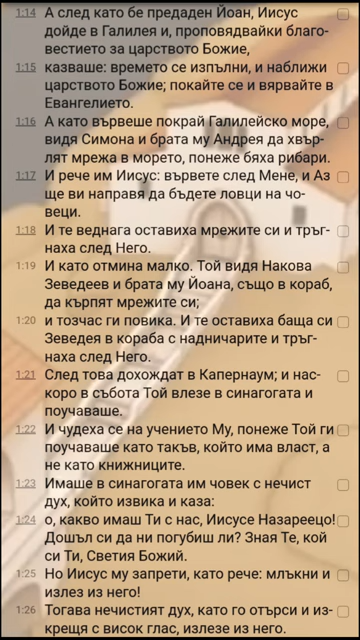 1:14 А след като бе предаден Йоан, Иисус
дойде в Галилея и, проповядвайки благо-
вестието за царството Божие,
1:15 казваше: времето се изпълни, и наближи
царството Божие; покайте се и вярвайте в
Евангелието.
1:16 А като вървеше покрай Галилейско море,
видя Симона и брата му Андрея да хвър-
лят мрежа в морето, понеже бяха рибари.
1:17 И рече им Иисус: вървете след Мене, и Аз
ще ви направя да бъдете ловци на чо-
веци.
1:18 И те веднага оставиха мрежите си и тръг-
наха след Него.
1:19 И като отмина малко. Той видя Накова
Зеведеев и брата му Йоана, също в кораб,
да кърпят мрежите си;
1:20 и тозчас ги повика. И те оставиха баща си
Зеведея в кораба с надничарите и тръг-
наха след Него.
1:21 След това дохождат в Капернаум; и нас-
коро в събота Той влезе в синагогата и
поучаваше.
1:22 И чудеха се на учението Му, понеже Той ги
поучаваше като такъв, който има власт, а
не като книжниците.
1:23 Имаше в синагогата им човек с нечист
дух, който извика и каза:
1:24 о, какво имаш Ти с нас, Иисусе Назареецо!
Дошъл си да ни погубиш ли? Зная Те, кой
си Ти, Светия Божий.
1:25 Но Иисус му запрети, като рече: млъкни и
излез из него!
1:26 Тогава нечистият дух, като го отърси и из-
крещя с висок глас, излезе из него.